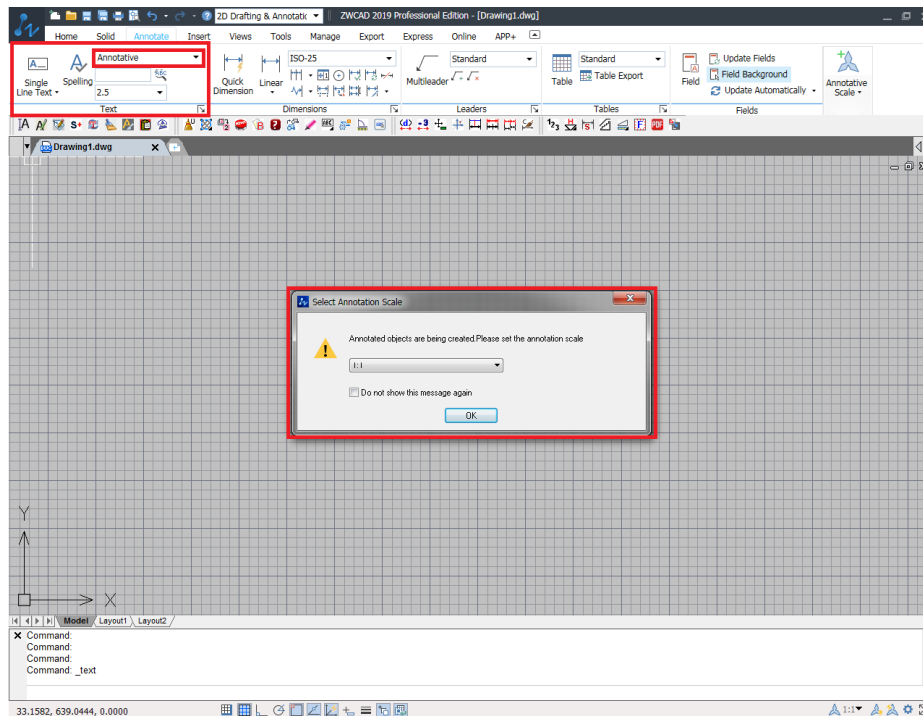 2D Drafting & Annotatic
ZWCAD 2019 Professional Edition - [Drawing1.dwg]
Home Solid Annotate Insert Views Tools Manage Export Express Online APP+
Annotative
Single
Line Text
Spelling
2.5
Text
Quick
Dimension
Linear
ISO-25
Dimensions
Multileader
Standard
Leaders
Table
Standard
Table Export
Tables
Field
Update Fields
Field Background
Update Automatically
Fields
Annotative
Scale
Drawing1.dwg
Select Annotation Scale
Annotated objects are being created.Please set the annotation scale
1:1
Do not show this message again
OK
Y
X
Model Layout1 Layout2
Command:
Command:
Command:
Command: _text
33.1582, 639.0444, 0.0000
1:1